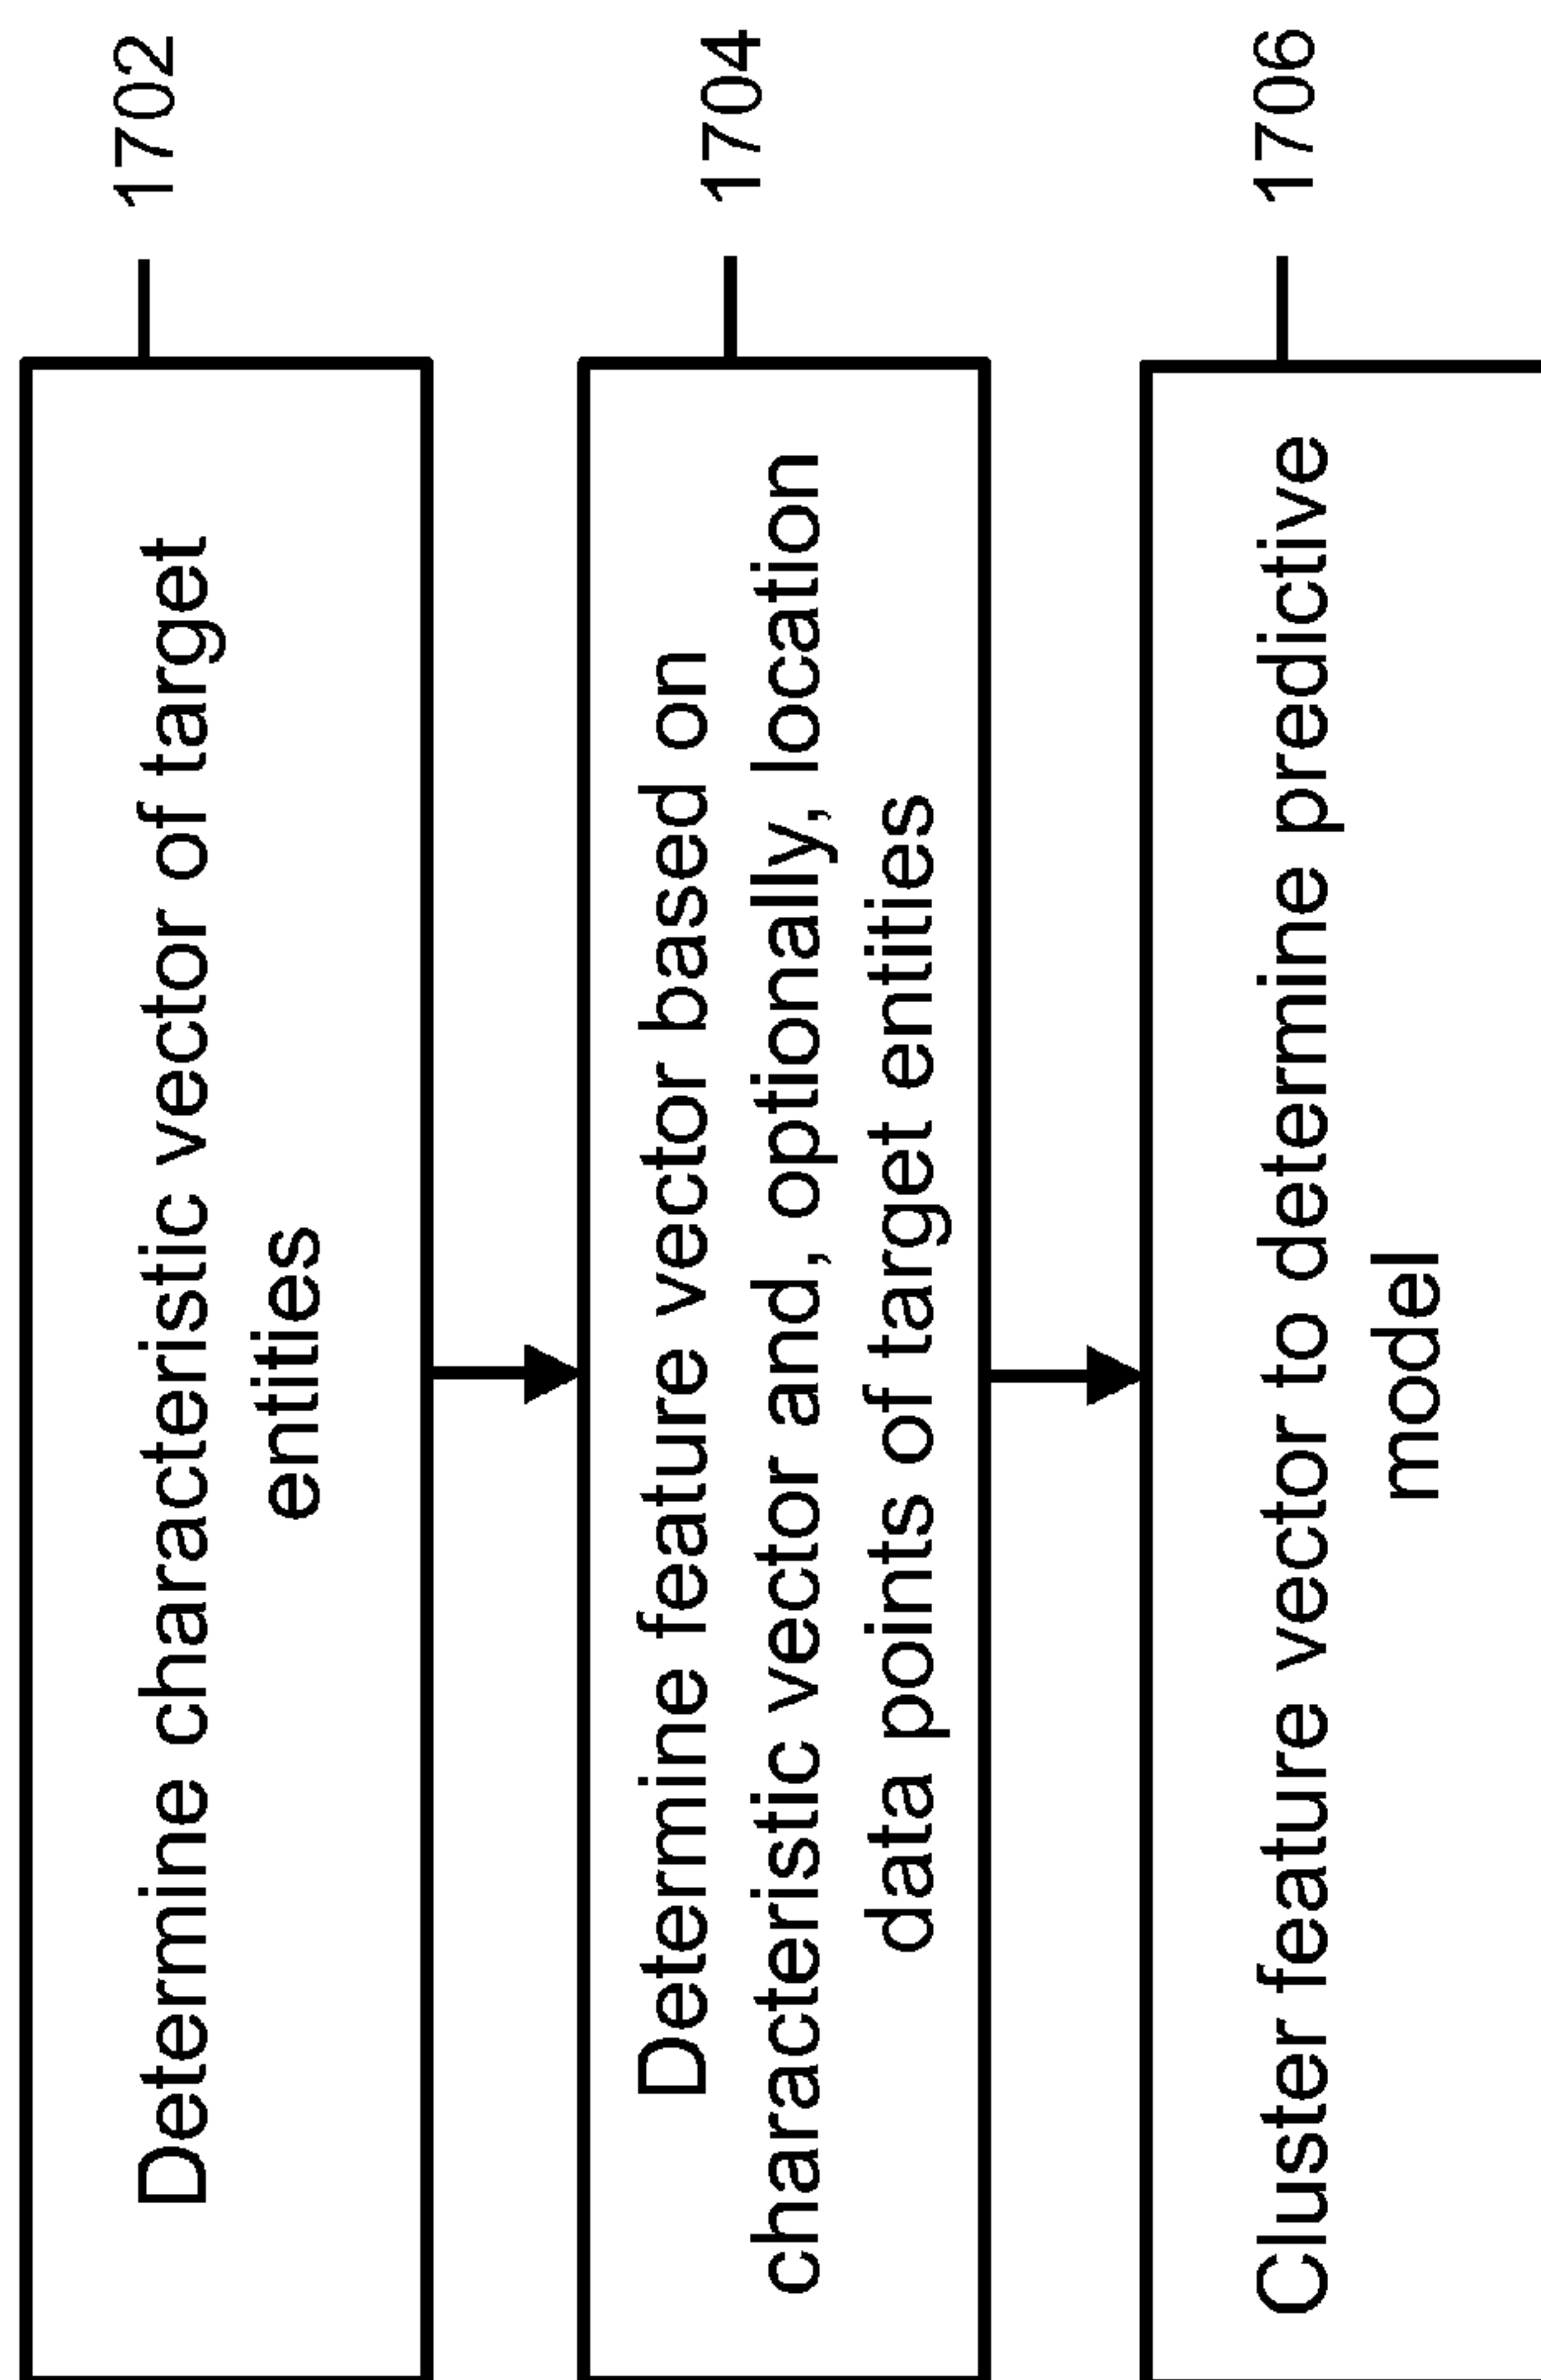 Determine characteristic vector of target
entities
1702
Determine feature vector based on
characteristic vector and, optionally, location
data points of target entities
1704
Cluster feature vector to determine predictive
model
1706